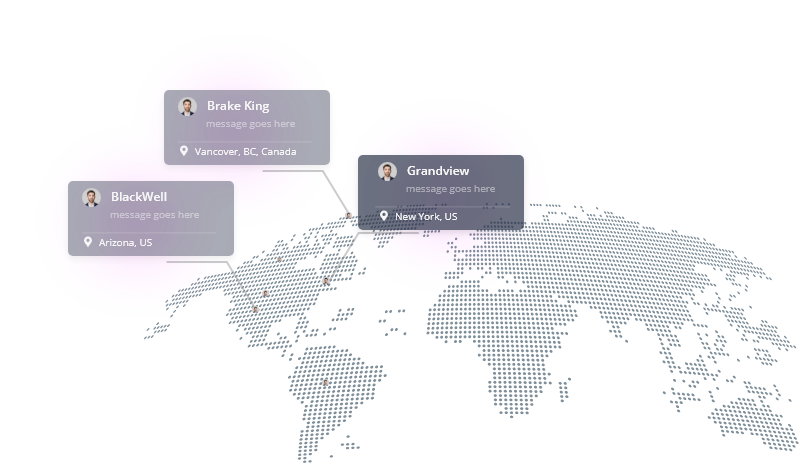 Brake King
message goes here
Vancover, BC, Canada
Grandview
message goes here
New York, US
BlackWell
message goes here
Arizona, US